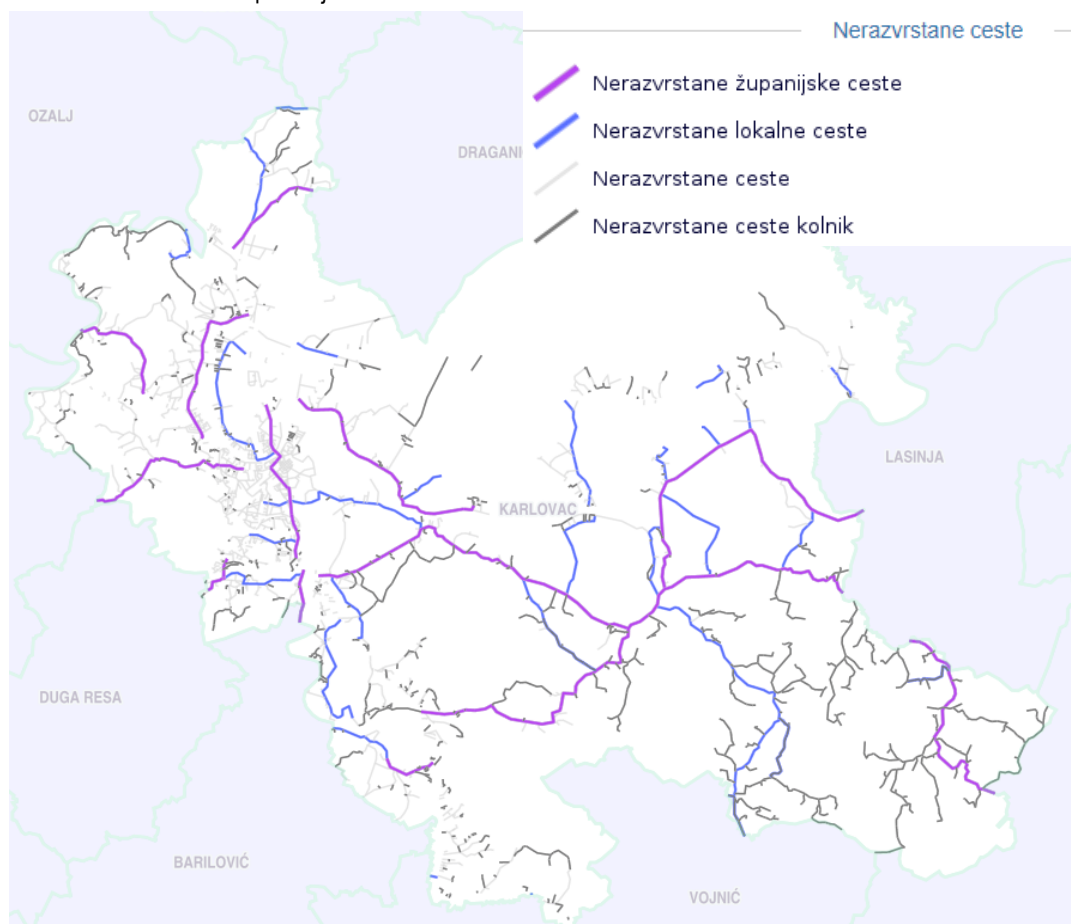 Nerazvrstane ceste
Nerazvrstane županijske ceste
Nerazvrstane lokalne ceste
Nerazvrstane ceste
Nerazvrstane ceste kolnik
OZALJ
DRAGANI
LASINJA
KARLOVAC
DUGA RESA
BARILOVIĆ
VOJNIĆ